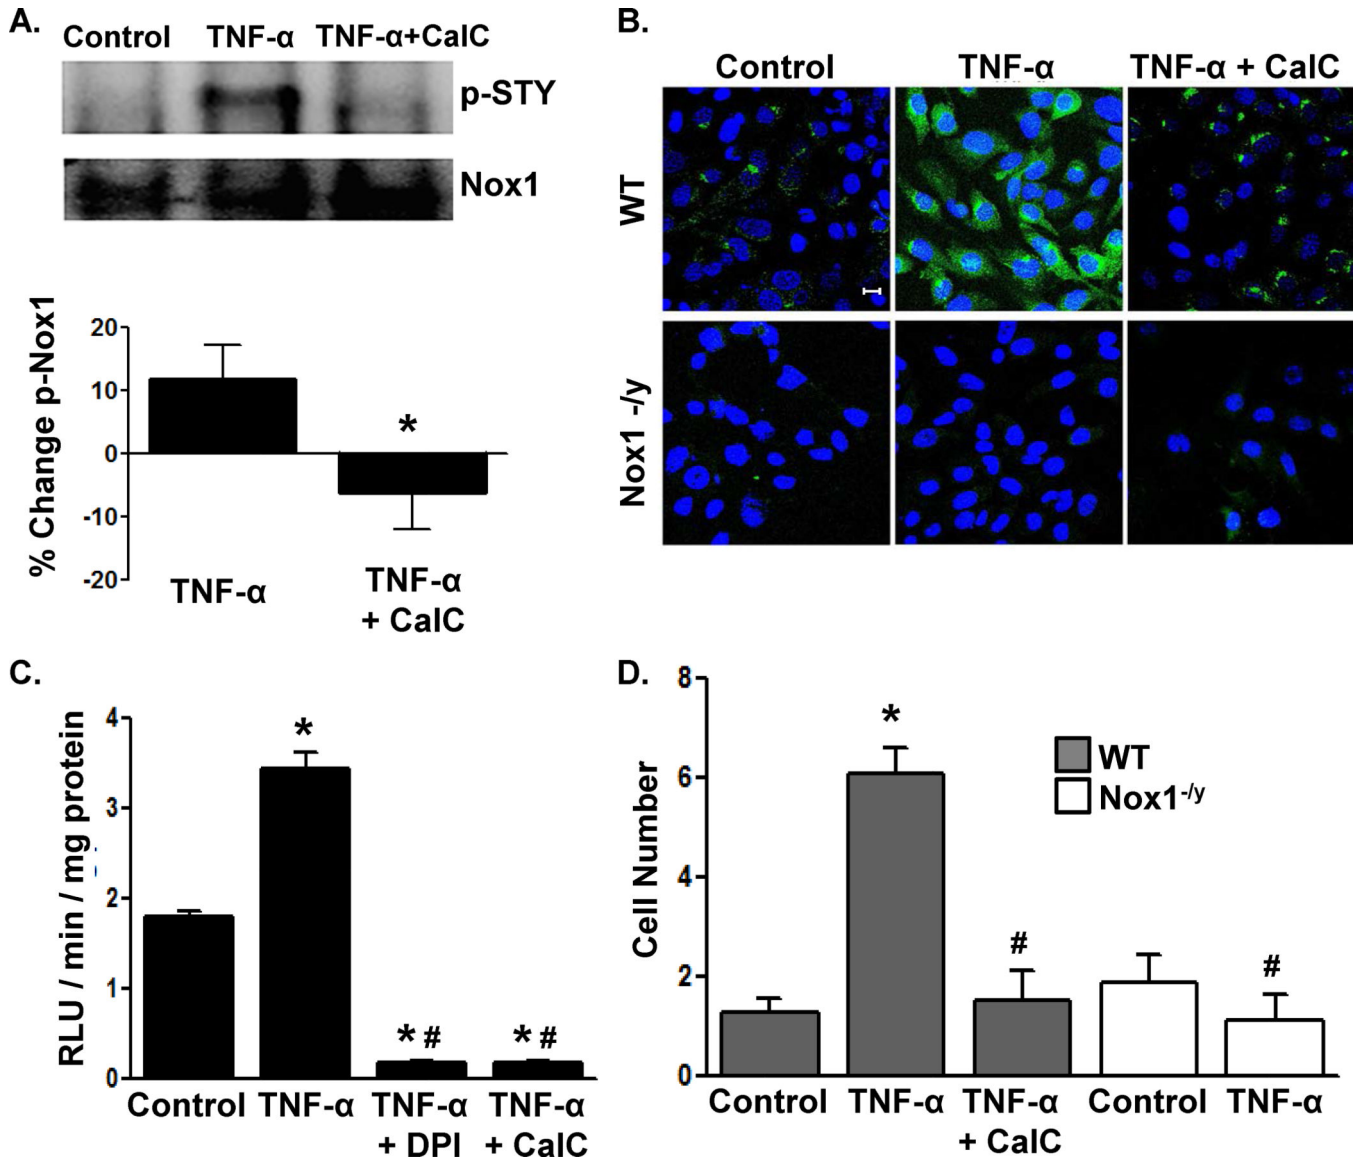 A.
Control TNF-α TNF-α+CalC
p-STY
Nox1
% Change p-Nox1
20
10
0
-10
-20
TNF-α
TNF-α
+ CalC
B.
Control TNF-α TNF-α + CalC
WT
Nox1 -/y
C.
RLU / min / mg protein
4
3
2
1
0
* 
*#
*#
Control TNF-α TNF-α TNF-α
+ DPI + CalC
D.
Cell Number
8
6
4
2
0
*
#
#
WT
Nox1-/y
Control TNF-α TNF-α Control TNF-α
+ CalC